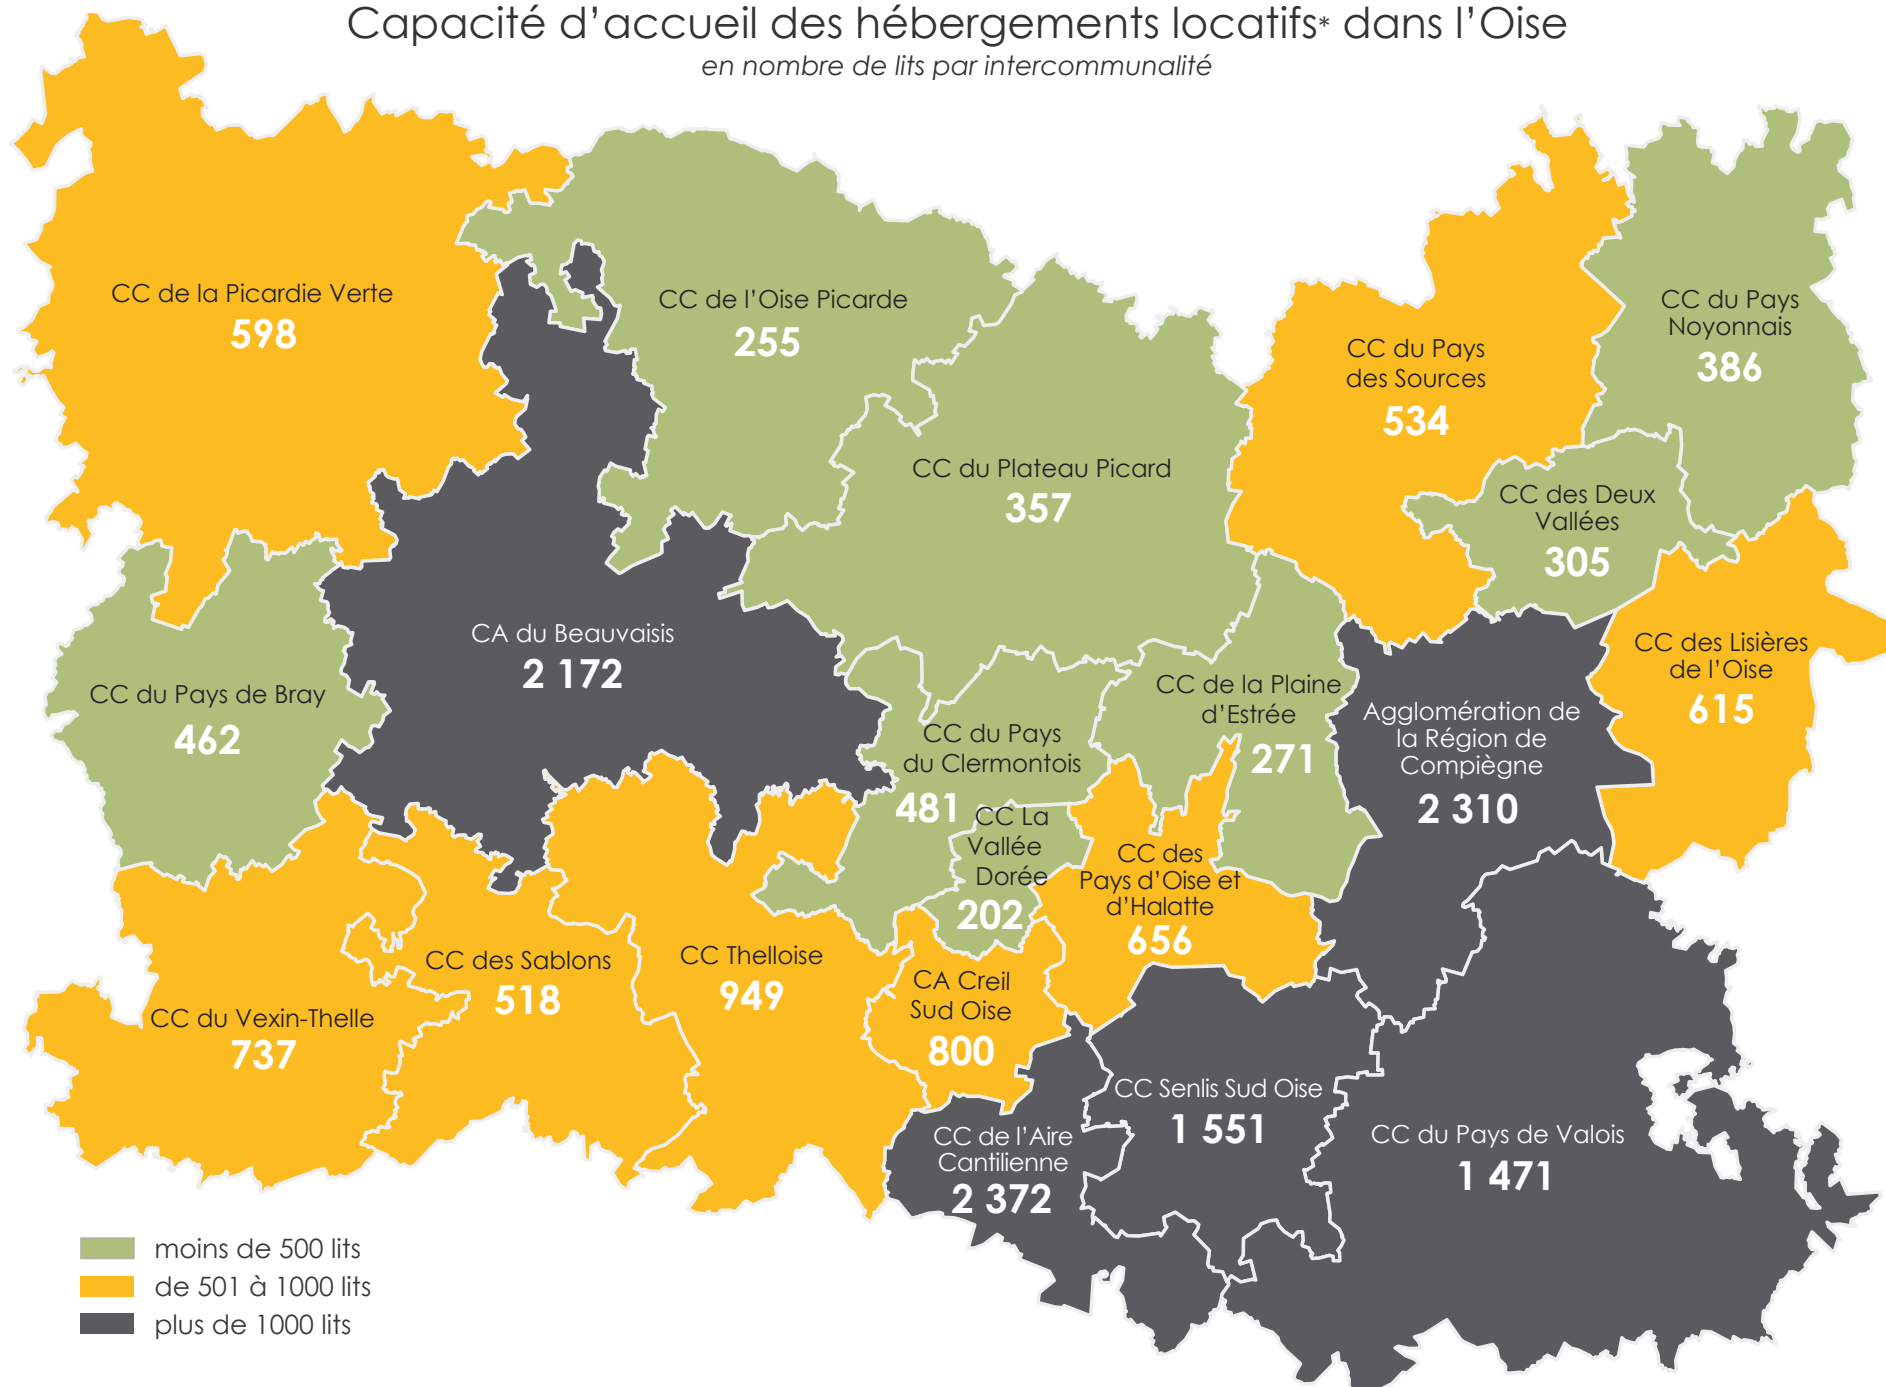 Capacité d'accueil des hébergements locatifs* dans l'Oise
en nombre de lits par intercommunalité
CC de la Picardie Verte
598
CC de l'Oise Picarde
255
CC du Pays
Noyonnais
386
CC du Pays
des Sources
534
CC du Plateau Picard
357
CC des Deux
Vallées
305
CA du Beauvaisis
2 172
CC des Lisières
de l'Oise
615
CC du Pays de Bray
462
CC de la Plaine
d'Estrée
271
Agglomération de
la Région de
Compiègne
2 310
CC du Pays
du Clermontois
481
CC La
Vallée
Dorée
202
CC des
Pays d'Oise et
d'Halatte
656
CC des Sablons
518
CC Thelloise
949
CA Creil
Sud Oise
800
CC du Vexin-Thelle
737
CC Senlis Sud Oise
1 551
CC de l'Aire
Cantilienne
2 372
CC du Pays de Valois
1 471
moins de 500 lits
de 501 à 1000 lits
plus de 1000 lits